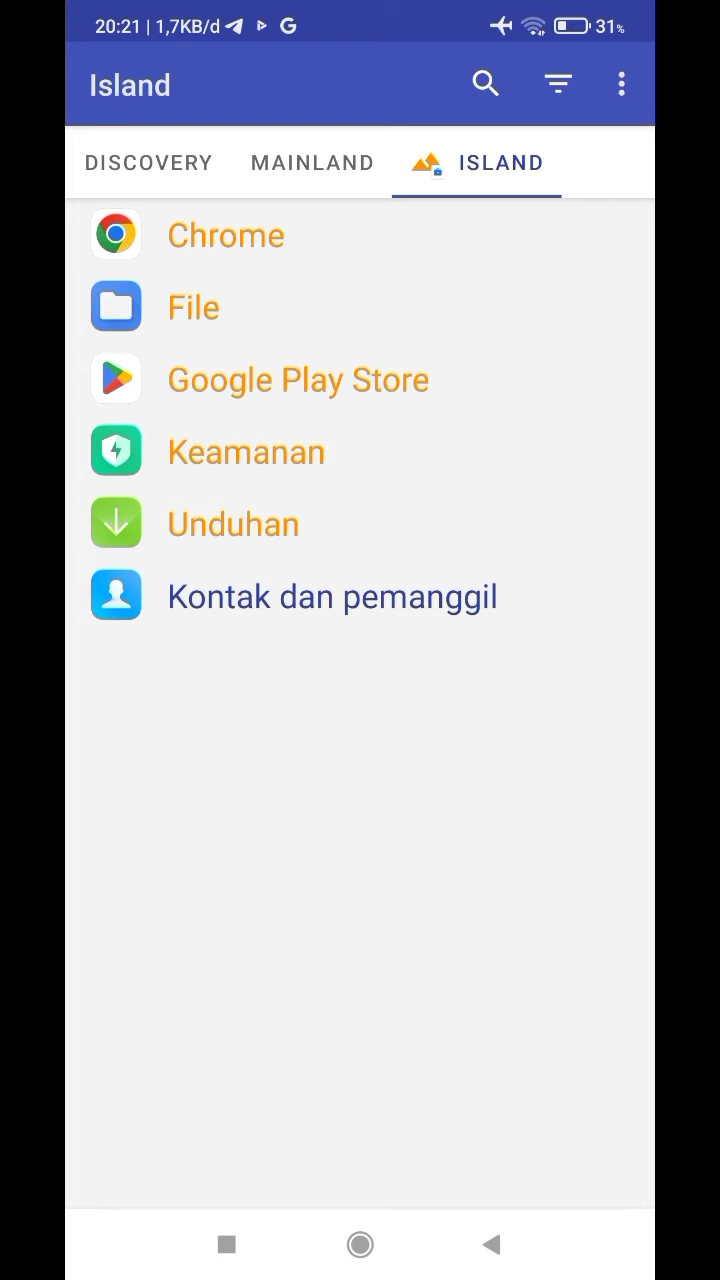 20:21 | 1,7KB/d 31%
Island
DISCOVERY MAINLAND ISLAND
Chrome
File
Google Play Store
Keamanan
Unduhan
Kontak dan pemanggil